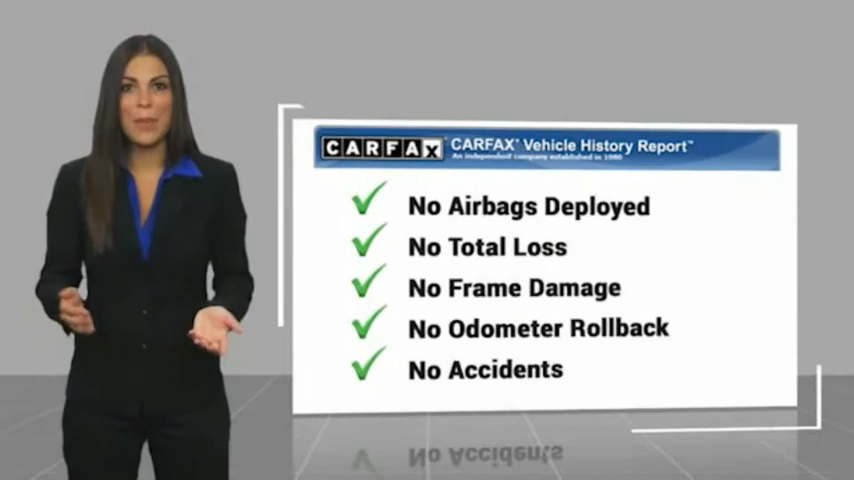 CARFAX CARFAX® Vehicle History Report™
An independent company established in 1986
No Airbags Deployed
No Total Loss
No Frame Damage
No Odometer Rollback
No Accidents
No Accidents